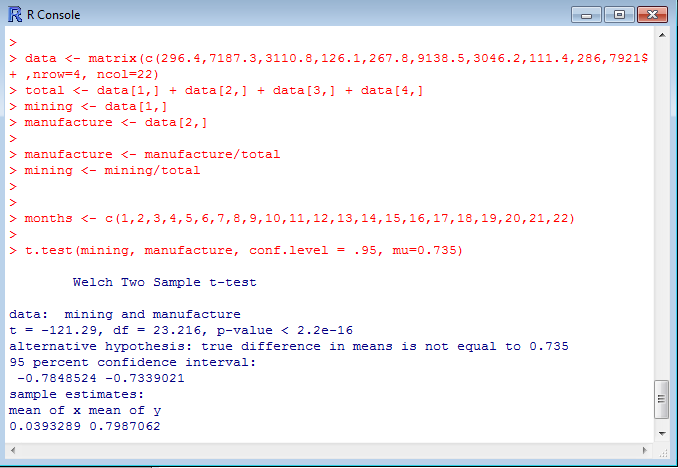 R Console
>
> data <- matrix(c(296.4,7187.3,3110.8,126.1,267.8,9138.5,3046.2,111.4,286,7921$
+ ,nrow=4, ncol=22)
> total <- data[1,] + data[2,] + data[3,] + data[4,]
> mining <- data[1,]
> manufacture <- data[2,]
>
> manufacture <- manufacture/total
> mining <- mining/total
>
>
> months <- c(1,2,3,4,5,6,7,8,9,10,11,12,13,14,15,16,17,18,19,20,21,22)
>
> t.test(mining, manufacture, conf.level = .95, mu=0.735)
Welch Two Sample t-test
data:  mining and manufacture
t = -121.29, df = 23.216, p-value < 2.2e-16
alternative hypothesis: true difference in means is not equal to 0.735
95 percent confidence interval:
-0.7848524 -0.7339021
sample estimates:
mean of x mean of y
0.0393289 0.7987062